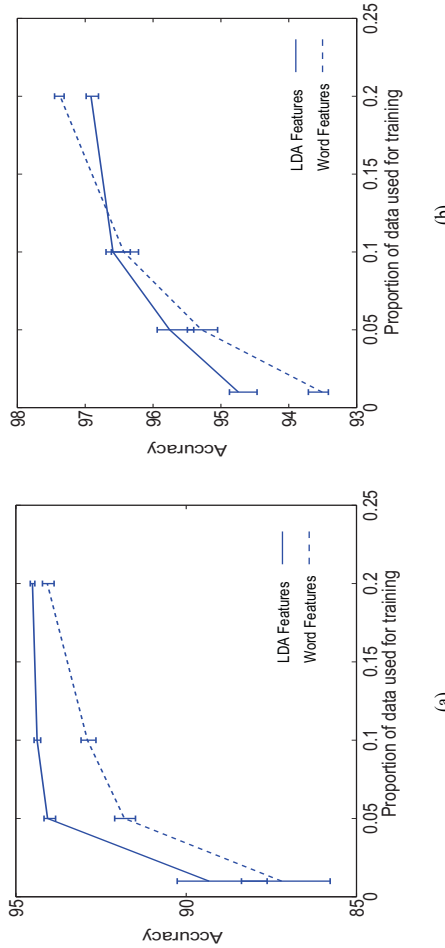 95
90
85
0
0.05
0.1
0.15
0.2
0.25
Accuracy
Proportion of data used for training
LDA Features
Word Features
(a)
98
97
96
95
94
93
0
0.05
0.1
0.15
0.2
0.25
Accuracy
Proportion of data used for training
LDA Features
Word Features
(b)